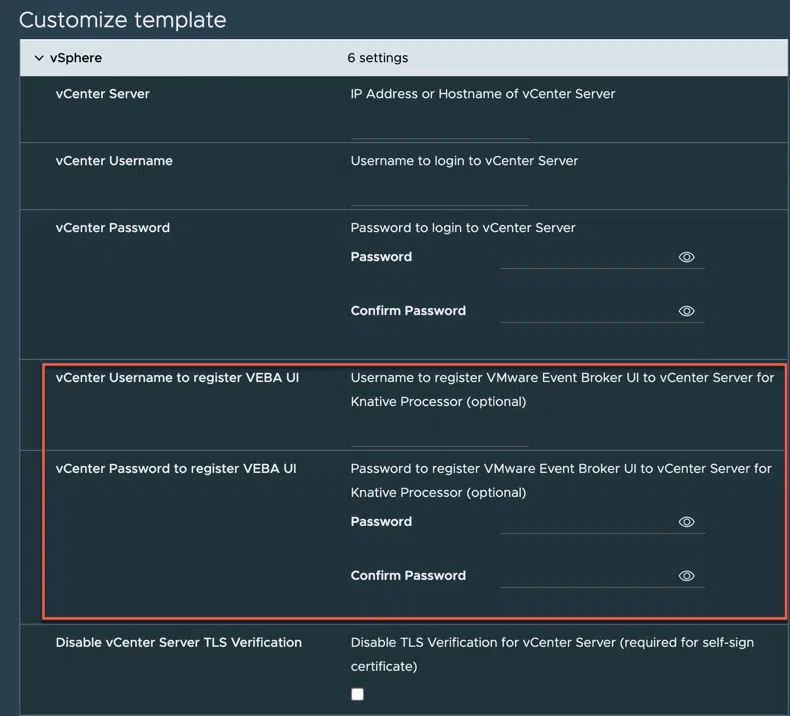 Customize template
vSphere 6 settings
vCenter Server IP Address or Hostname of vCenter Server
vCenter Username Username to login to vCenter Server
vCenter Password Password to login to vCenter Server
Password
Confirm Password
vCenter Username to register VEBA UI Username to register VMware Event Broker UI to vCenter Server for
Knative Processor (optional)
vCenter Password to register VEBA UI Password to register VMware Event Broker UI to vCenter Server for
Knative Processor (optional)
Password
Confirm Password
Disable vCenter Server TLS Verification Disable TLS Verification for vCenter Server (required for self-sign
certificate)